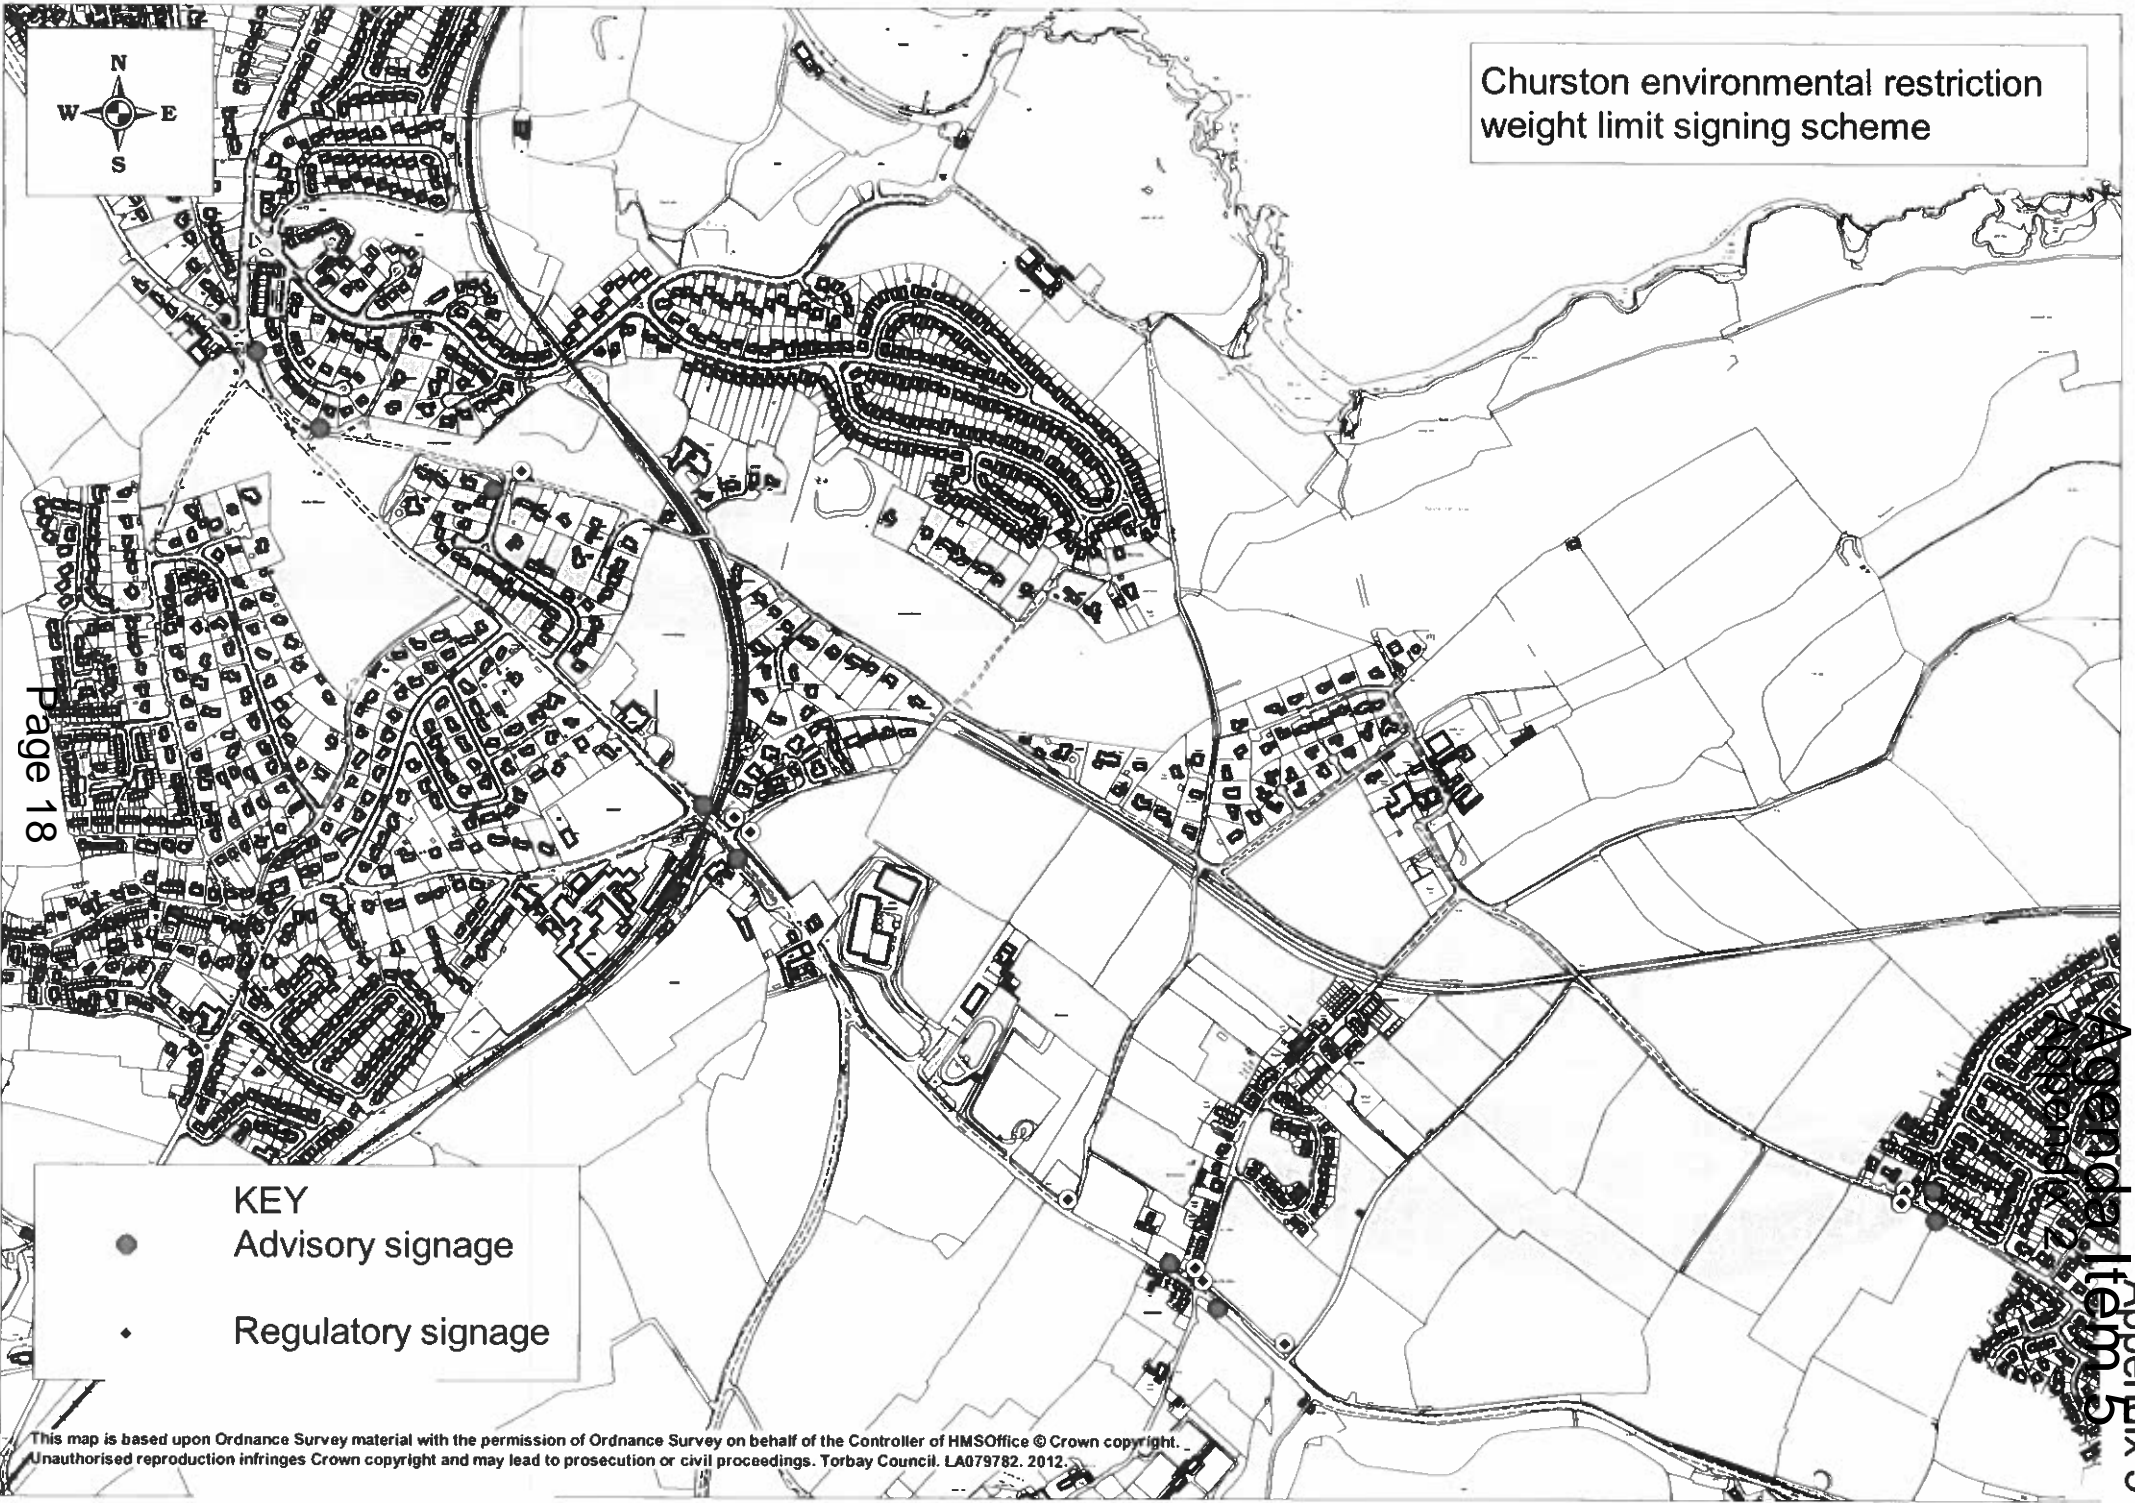 N
W E
S
Churston environmental restriction
weight limit signing scheme
Page 18
Agenda Item 5
Appendix 2
KEY
Advisory signage
Regulatory signage
This map is based upon Ordnance Survey material with the permission of Ordnance Survey on behalf of the Controller of HMSOffice © Crown copyright.
Unauthorised reproduction infringes Crown copyright and may lead to prosecution or civil proceedings. Torbay Council. LA079782. 2012.